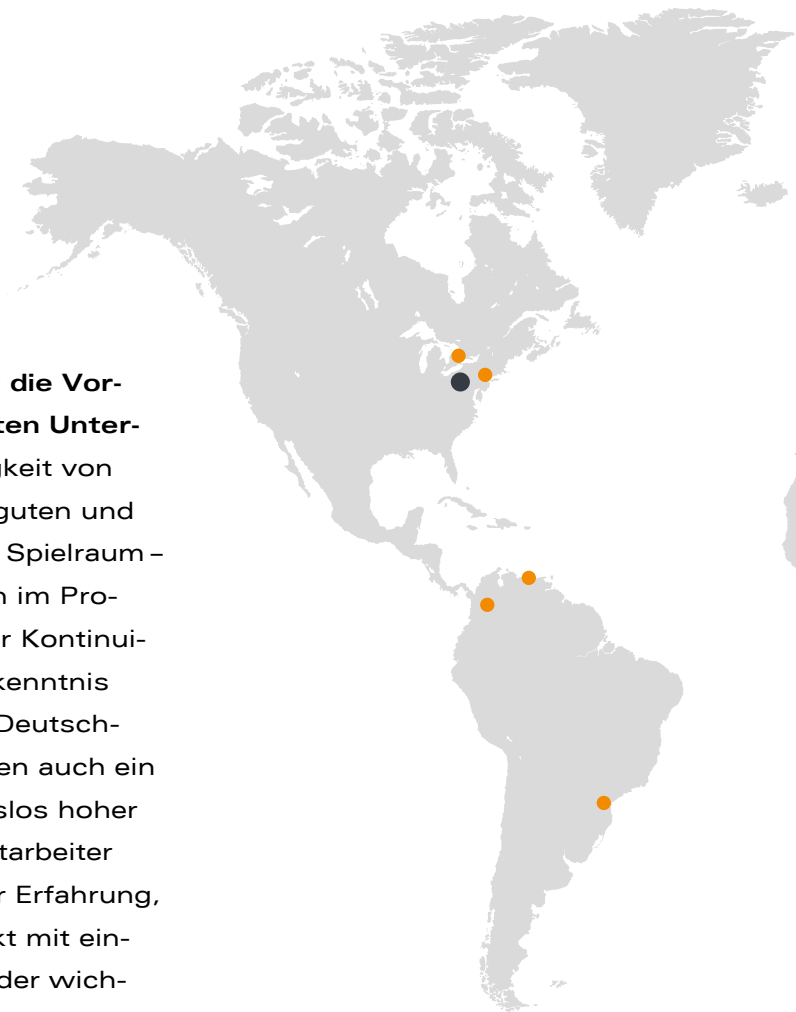 die Vor-
ten Unter-
gkeit von
guten und
Spielraum –
n im Pro-
r Kontinui-
kenntnis
Deutsch-
en auch ein
slos hoher
tarbeiter
r Erfahrung,
kt mit ein-
der wich-